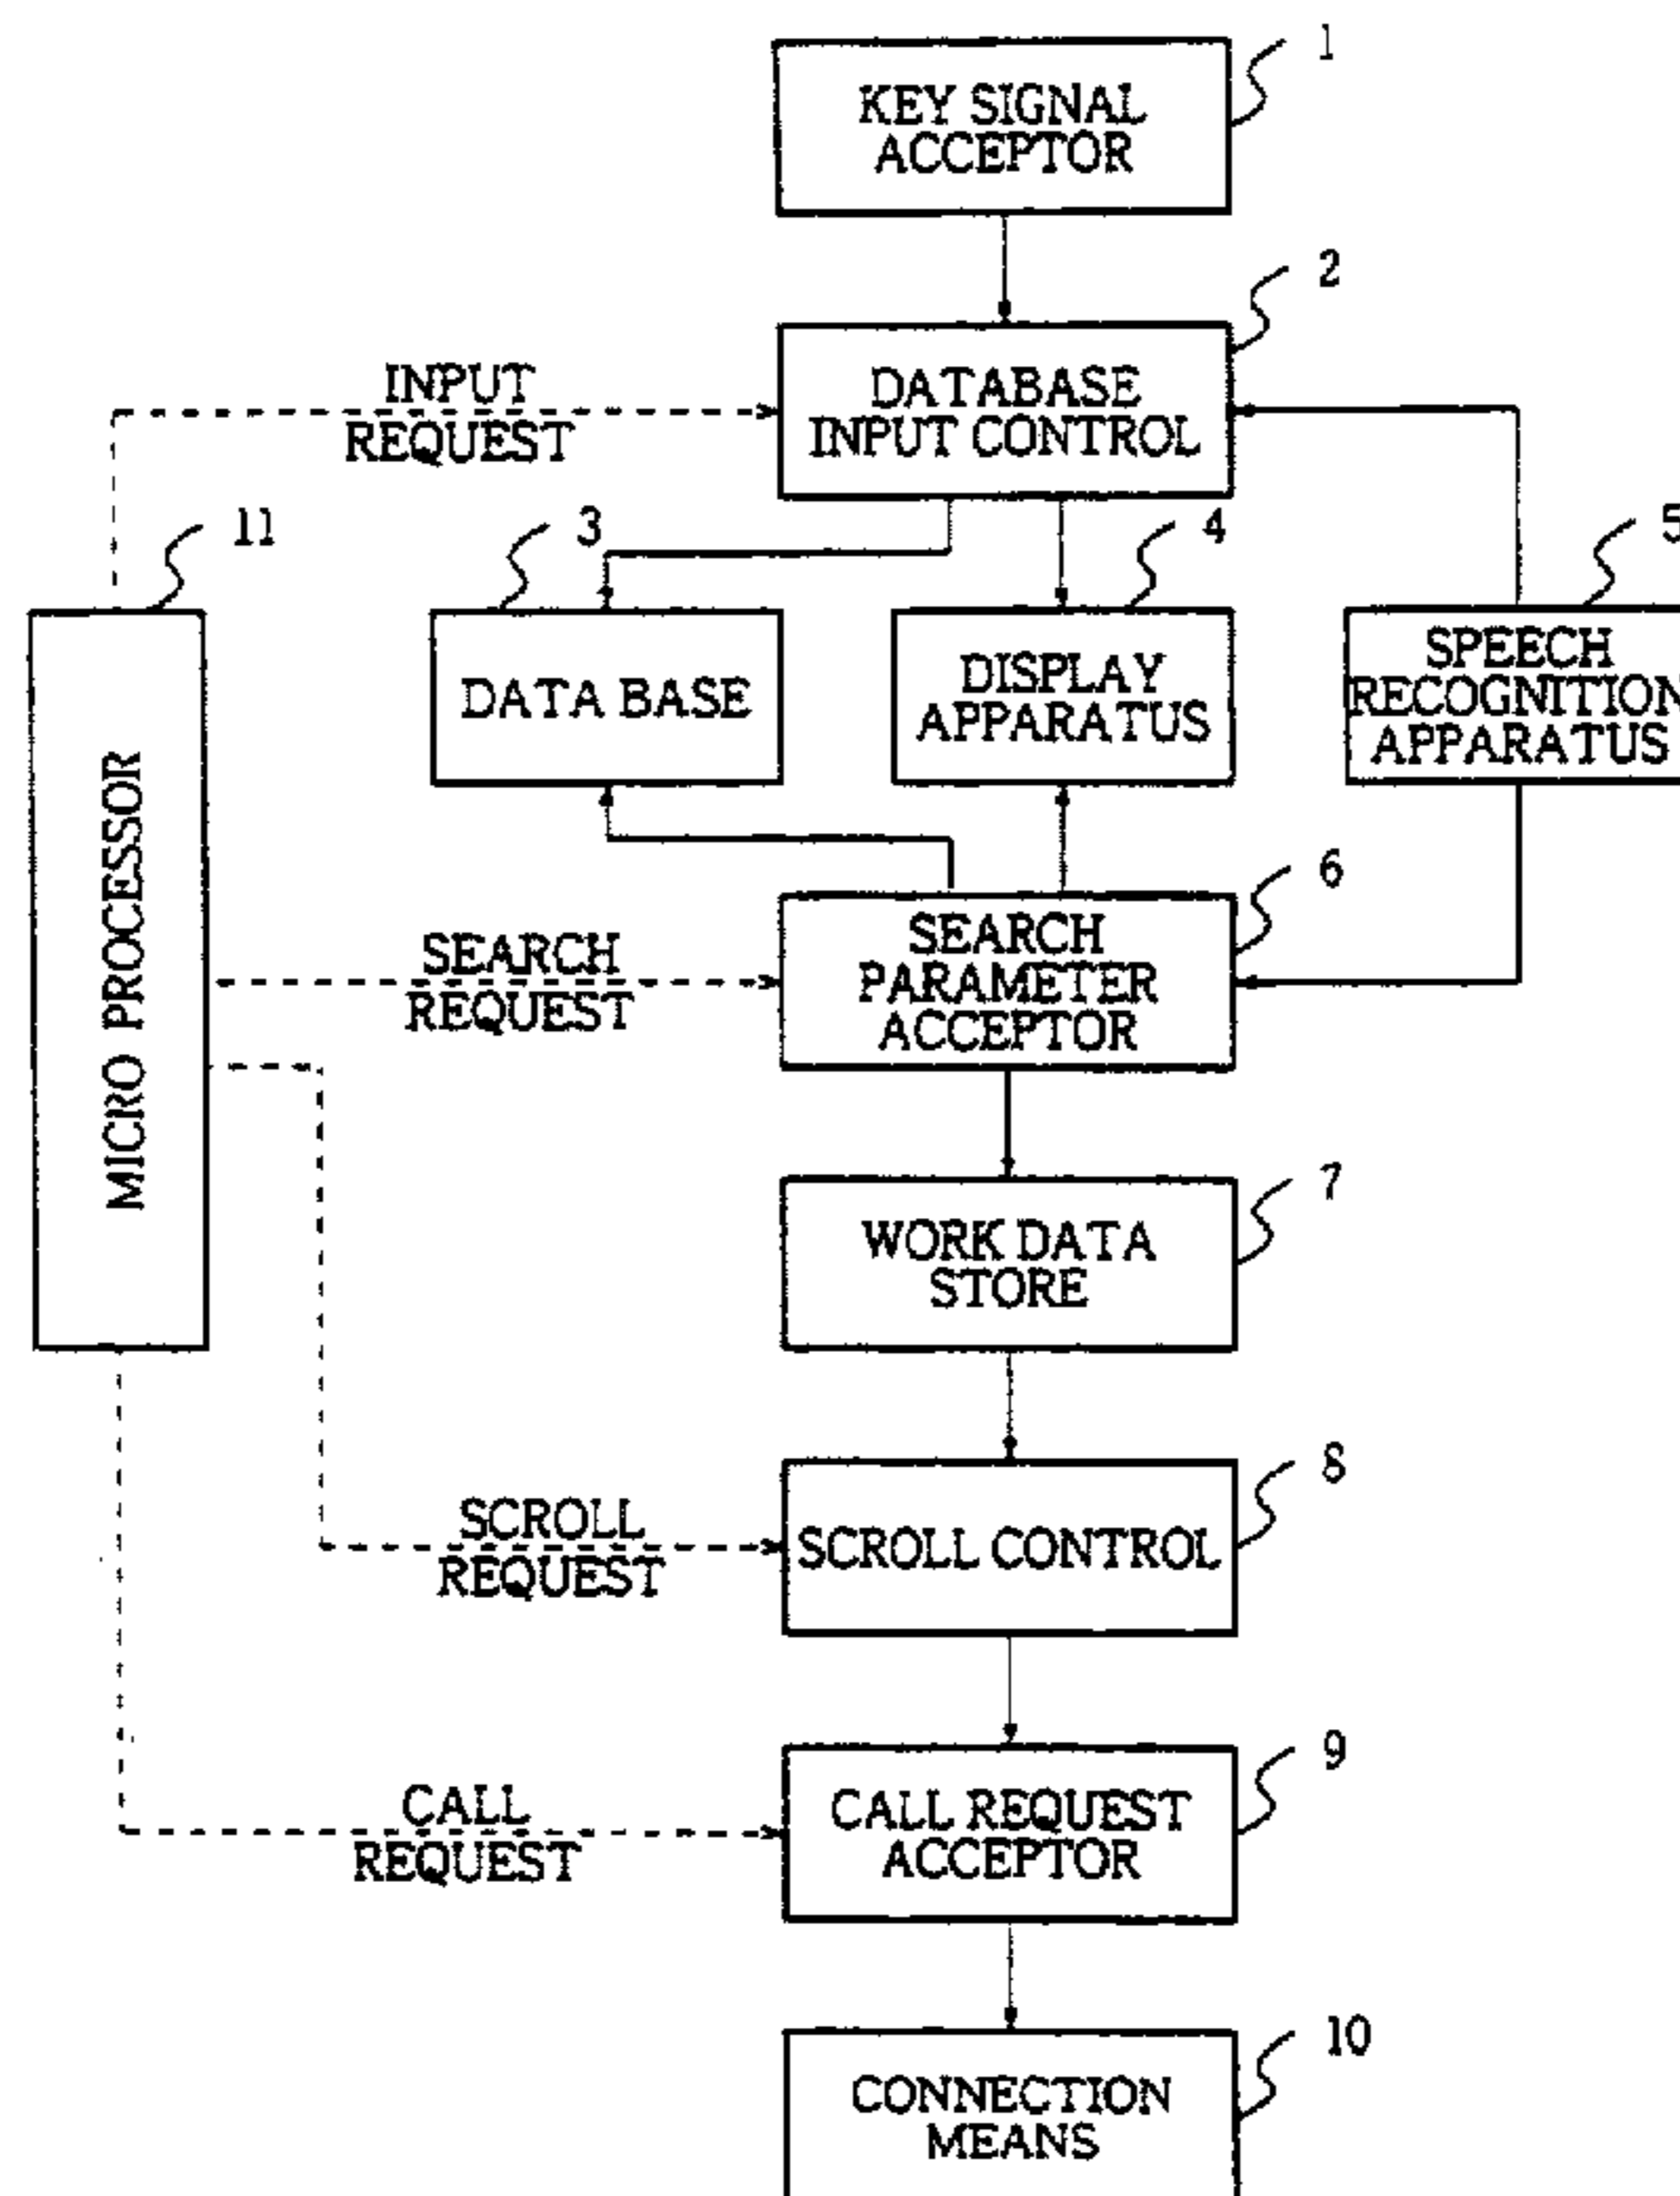 1
KEY SIGNAL
ACCEPTOR
2
INPUT
REQUEST
DATABASE
INPUT CONTROL
11
3
4
5
MICRO PROCESSOR
DATA BASE
DISPLAY
APPARATUS
SPEECH
RECOGNITION
APPARATUS
6
SEARCH
REQUEST
SEARCH
PARAMETER
ACCEPTOR
7
WORK DATA
STORE
8
SCROLL
REQUEST
SCROLL CONTROL
9
CALL
REQUEST
CALL REQUEST
ACCEPTOR
10
CONNECTION
MEANS